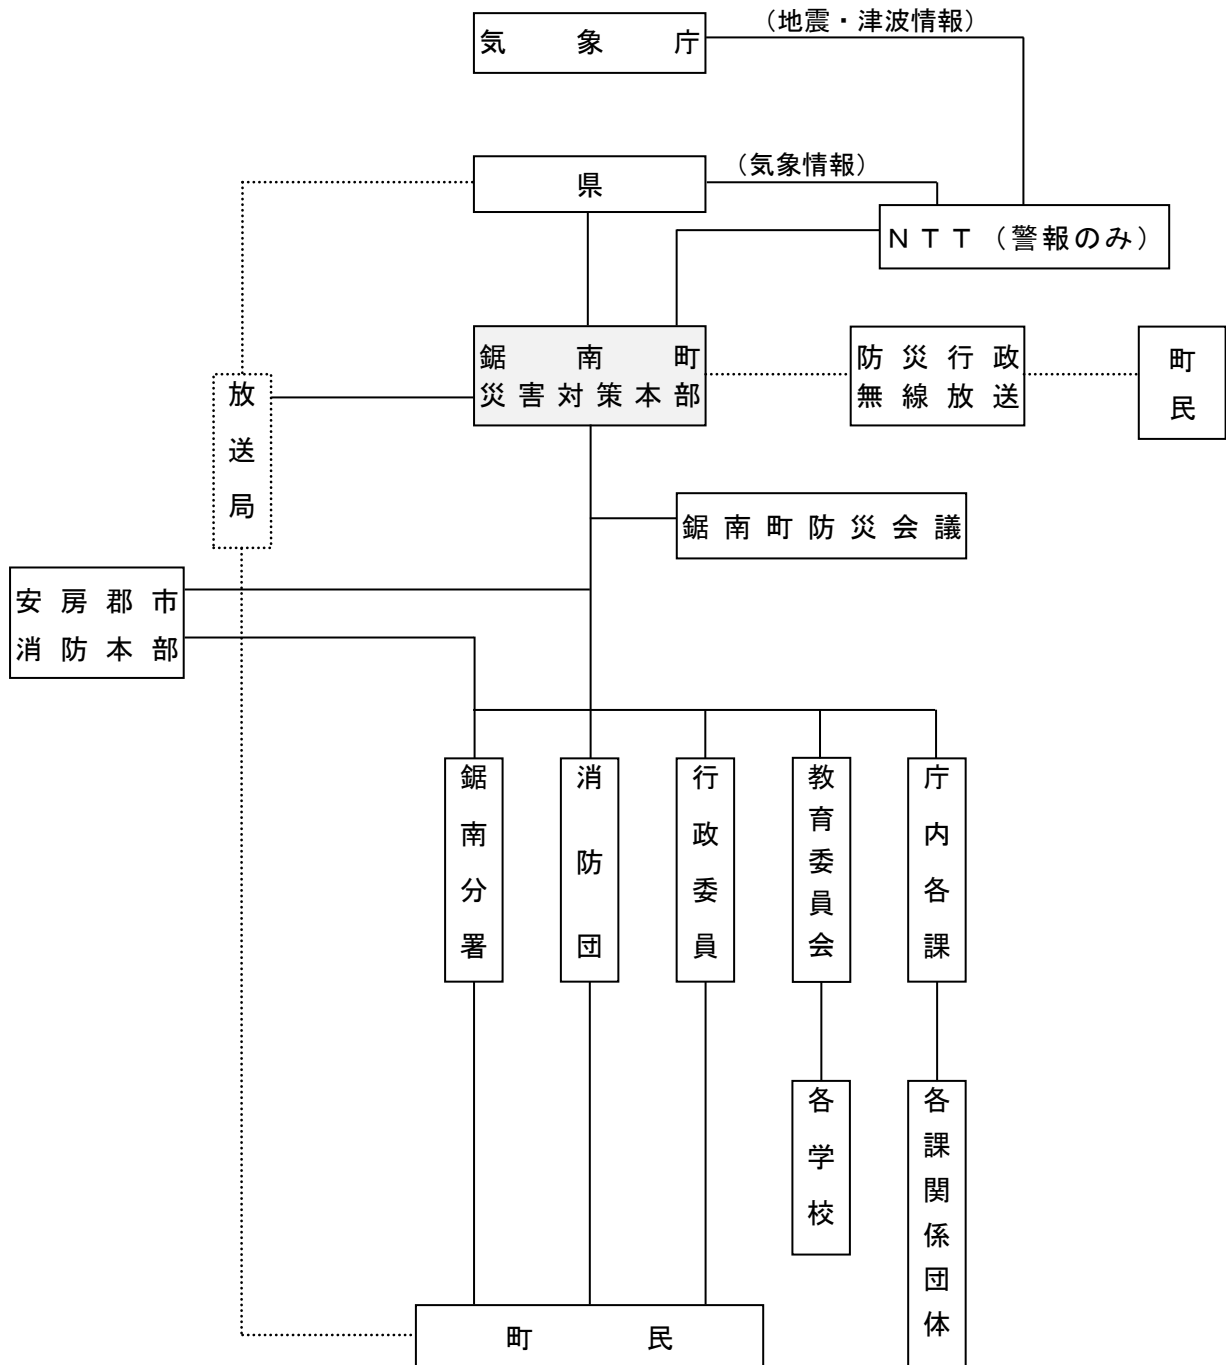 （地震・津波情報）
気象庁
（気象情報）
県
ＮＴＴ（警報のみ）
鋸南町
災害対策本部
防災行政
無線放送
町民
放送局
鋸南町防災会議
安房郡市
消防本部
鋸南分署
消防団
行政委員
教育委員会
庁内各課
各学校
各課関係団体
町民